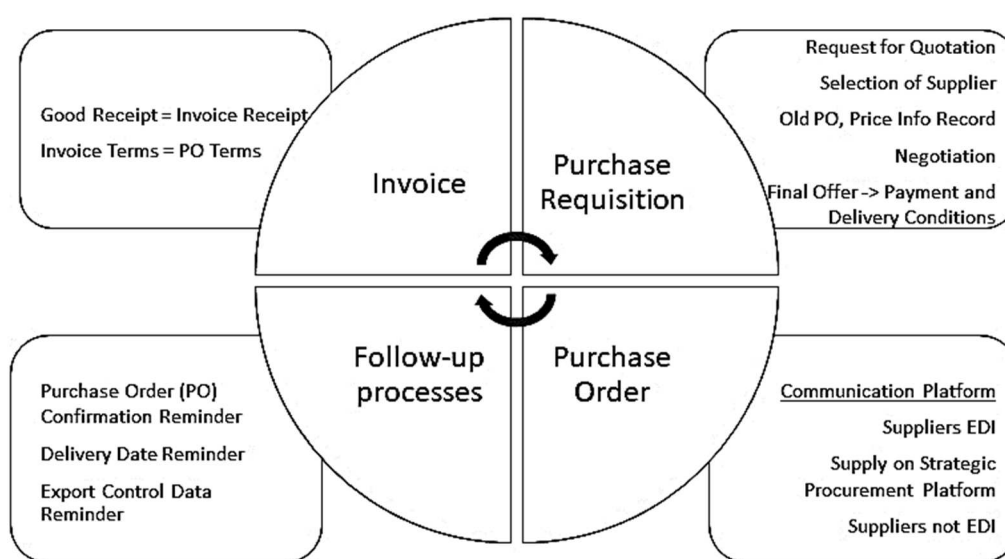 Good Receipt = Invoice Receipt
Invoice Terms = PO Terms
Invoice
Purchase
Requisition
Request for Quotation
Selection of Supplier
Old PO, Price Info Record
Negotiation
Final Offer -> Payment and
Delivery Conditions
Follow-up
processes
Purchase
Order
Purchase Order (PO)
Confirmation Reminder
Delivery Date Reminder
Export Control Data
Reminder
Communication Platform
Suppliers EDI
Supply on Strategic
Procurement Platform
Suppliers not EDI